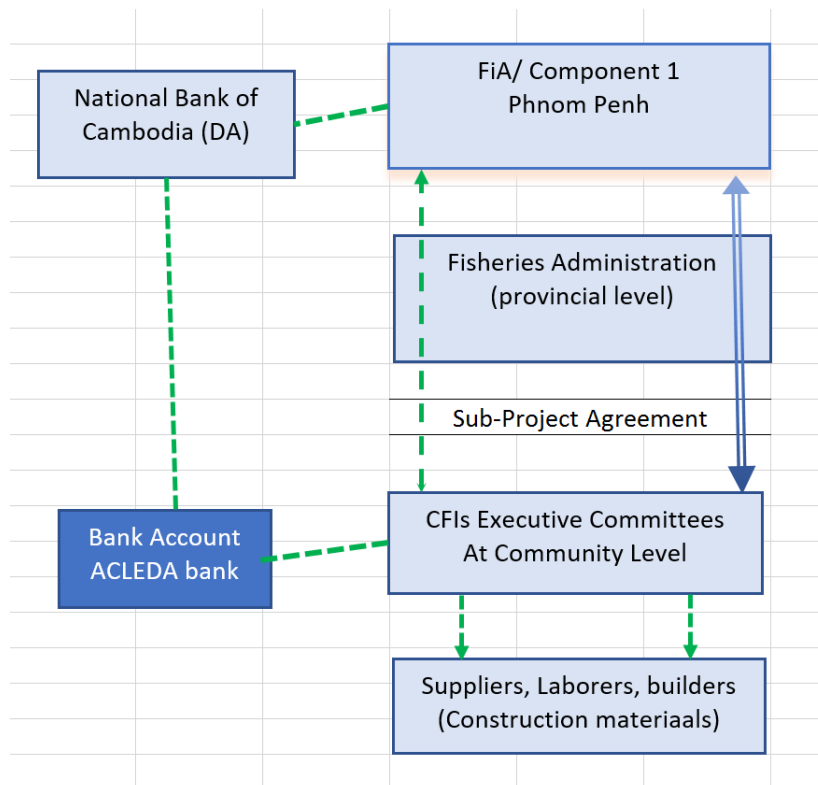 National Bank of
Cambodia (DA)
FiA/ Component 1
Phnom Penh
Fisheries Administration
(provincial level)
Sub-Project Agreement
Bank Account
ACLEDA bank
CFIs Executive Committees
At Community Level
Suppliers, Laborers, builders
(Construction materiaals)